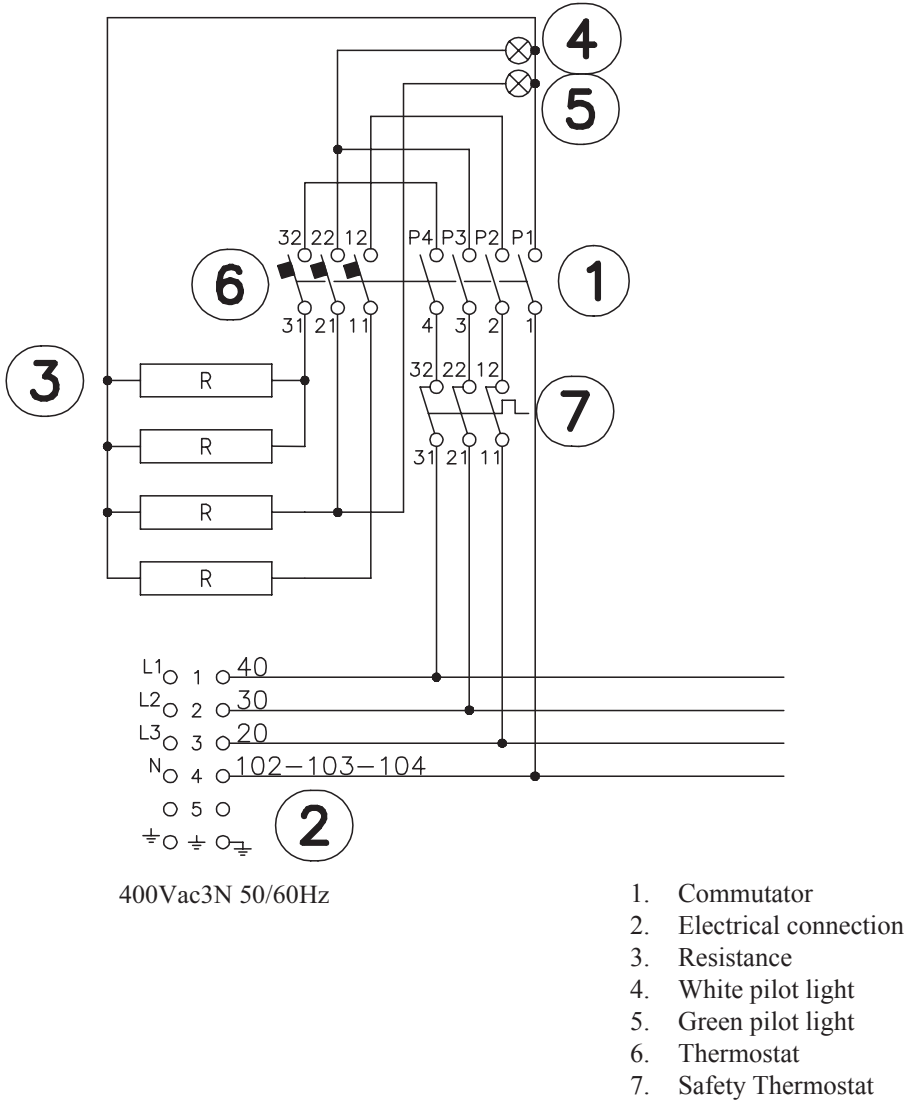 4
5
32 22 12 P4 P3 P2 P1
6
1
31 21 11 4 3 2 1
3
R
32 22 12
7
R
31 21 11
R
R
L1 1 40
L2 2 30
L3 3 20
N 4 102-103-104
5
2
400Vac3N 50/60Hz
1. Commutator
2. Electrical connection
3. Resistance
4. White pilot light
5. Green pilot light
6. Thermostat
7. Safety Thermostat